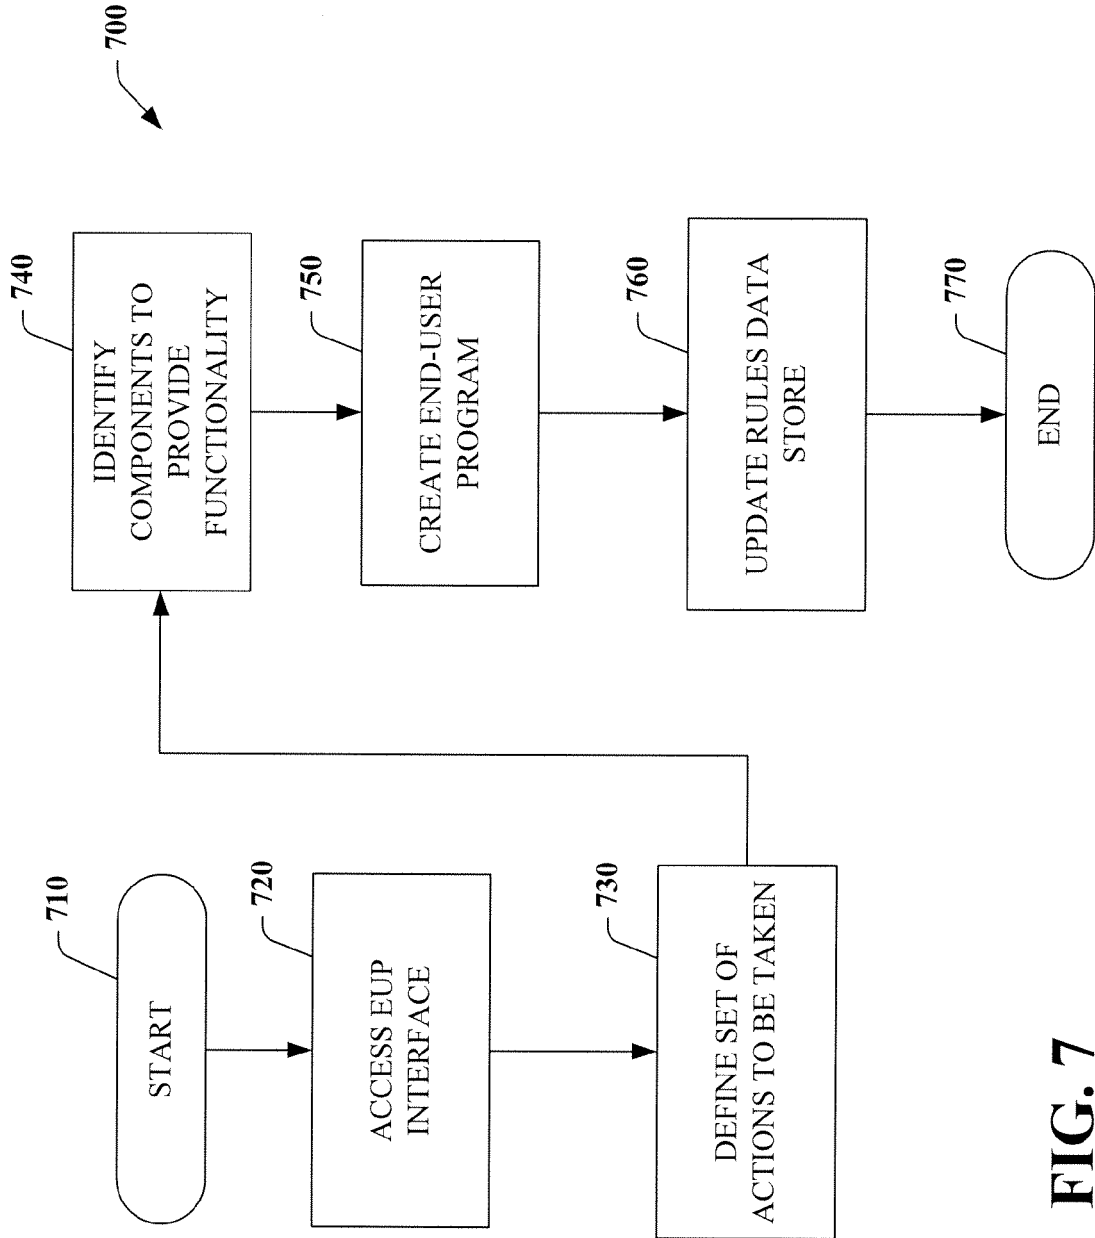 700
710
START
720
ACCESS EUP
INTERFACE
730
DEFINE SET OF
ACTIONS TO BE TAKEN
740
IDENTIFY
COMPONENTS TO
PROVIDE
FUNCTIONALITY
750
CREATE END-USER
PROGRAM
760
UPDATE RULES DATA
STORE
770
END
FIG. 7